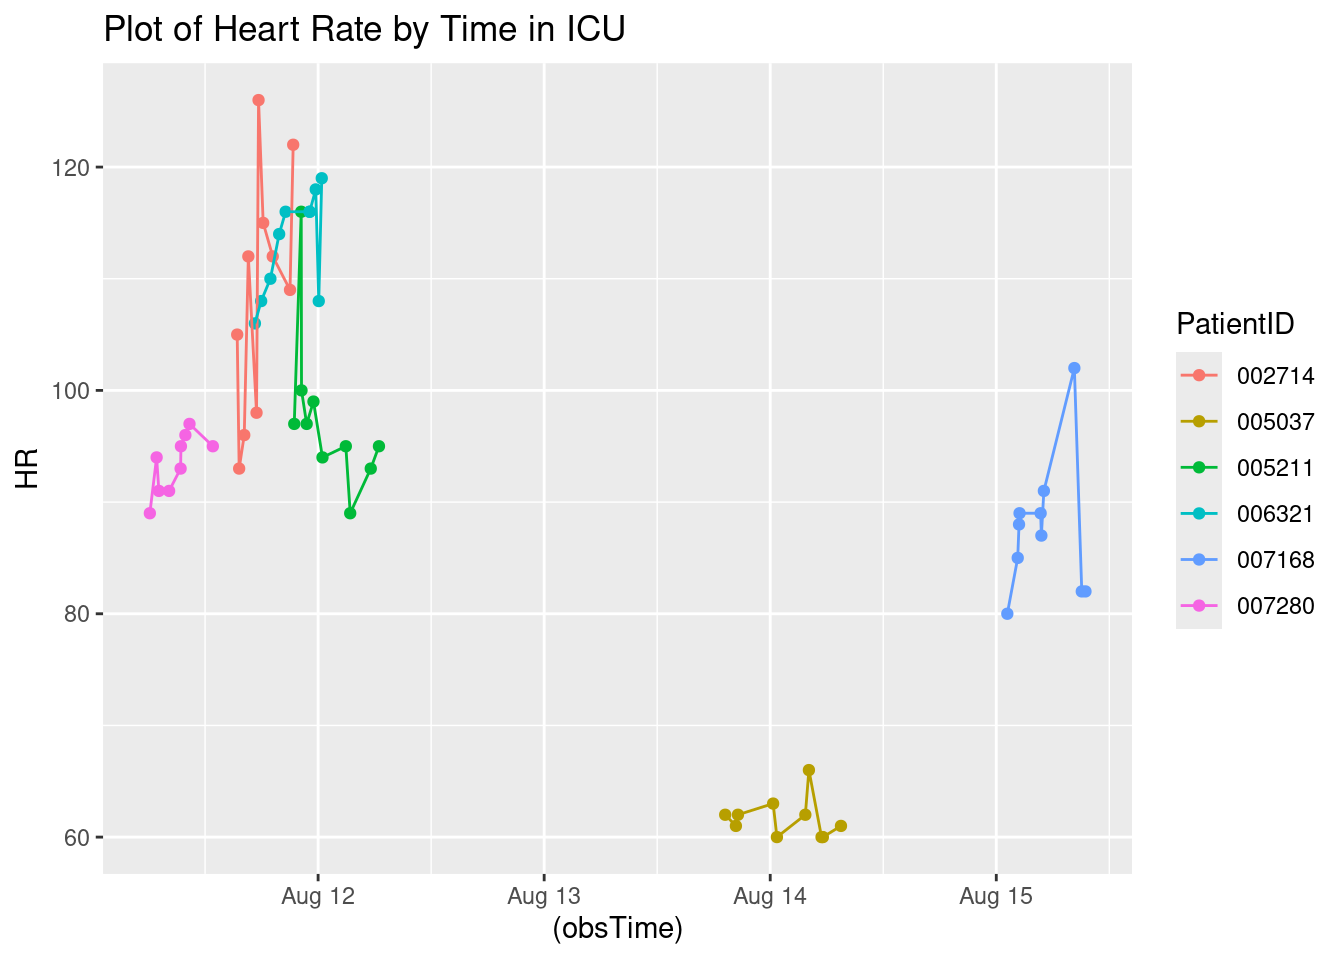 Plot of Heart Rate by Time in ICU
HR
120
100
80
60
Aug 12
Aug 13
Aug 14
Aug 15
(obsTime)
PatientID
002714
005037
005211
006321
007168
007280